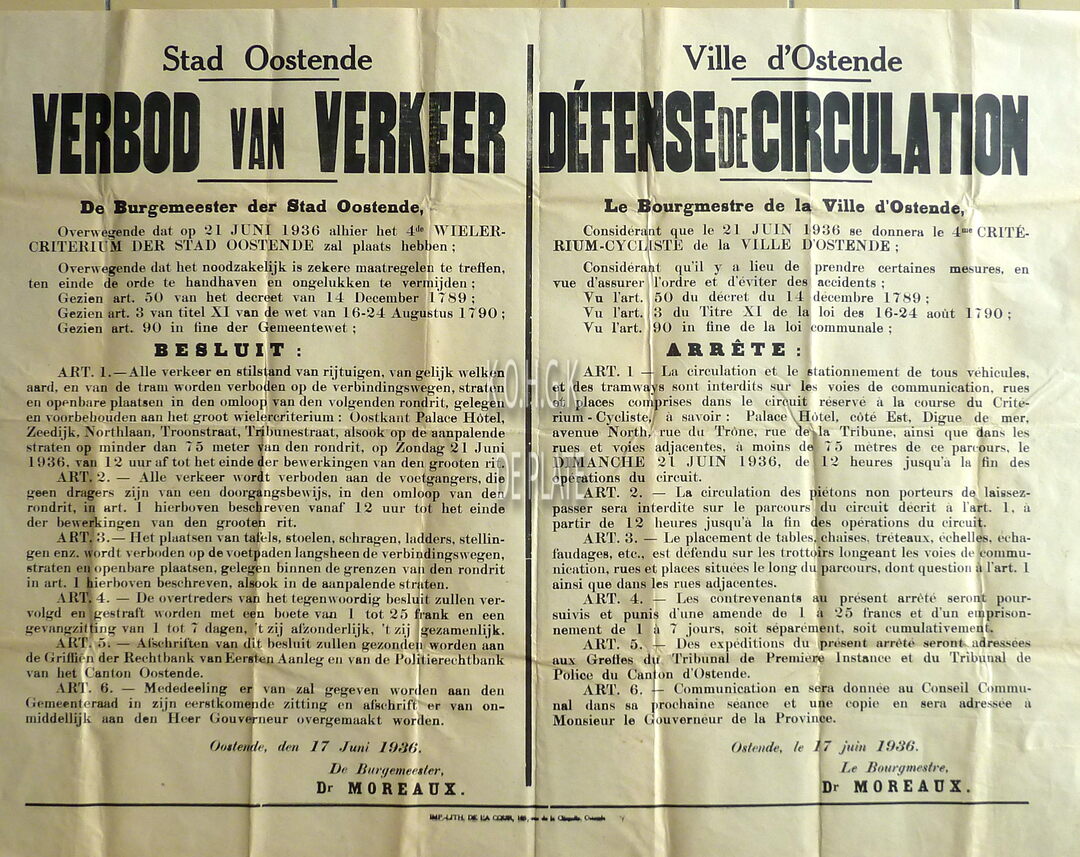 Stad Oostende
VERBOD VAN VERKEER
De Burgemeester der Stad Oostende,
Overwegende dat op 21 JUNI 1936 alhier het 4de WIELER-
CRITERIUM DER STAD OOSTENDE zal plaats hebben ;
Overwegende dat het noodzakelijk is zekere maatregelen te treffen,
ten einde de orde te handhaven en ongelukken te vermijden ;
Gezien art. 50 van het decreet van 14 December 1789 ;
Gezien art. 3 van titel XI van de wet van 16-24 Augustus 1790 ;
Gezien art. 90 in fine der Gemeentewet ;
BESLUIT :
ART. 1.—Alle verkeer en stilstand van rijtuigen, van gelijk welken
aard, en van de tram worden verboden op de verbindingswegen, straten
en openbare plaatsen in den omloop van den volgenden rondrit, gelegen
en voorbehouden aan het groot wielercriterium : Oostkant Palace Hôtel,
Zeedijk, Northlaan, Troonstraat, Tribunestraat, alsook op de aanpalende
straten op minder dan 75 meter van den rondrit, op Zondag 21 Juni
1936, van 12 uur af tot het einde der bewerkingen van den grooten rit.
ART. 2. — Alle verkeer wordt verboden aan de voetgangers, die
geen dragers zijn van een doorgangsbewijs, in den omloop van den
rondrit, in art. 1 hierboven beschreven vanaf 12 uur tot het einde
der bewerkingen van den grooten rit.
ART. 3.— Het plaatsen van tafels, stoelen, schragen, ladders, stellin-
gen enz. wordt verboden op de voetpaden langsheen de verbindingswegen,
straten en openbare plaatsen, gelegen binnen de grenzen van den rondrit
in art. 1 hierboven beschreven, alsook in de aanpalende straten.
ART. 4. — De overtreders van het tegenwoordig besluit zullen ver-
volgd en gestraft worden met een boete van 1 tot 25 frank en een
gevangzitting van 1 tot 7 dagen, 't zij afzonderlijk, 't zij gezamenlijk.
ART. 5. — Afschriften van dit besluit zullen gezonden worden aan
de Griffiën der Rechtbank van Eersten Aanleg en van de Politierechtbank
van het Canton Oostende.
ART. 6. — Mededeeling er van zal gegeven worden aan den
Gemeenteraad in zijn eerstkomende zitting en afschrift er van on-
middellijk aan den Heer Gouverneur overgemaakt worden.
Oostende, den 17 Juni 1936.
De Burgemeester,
Dr MOREAUX.
Ville d'Ostende
DÉFENSE DE CIRCULATION
Le Bourgmestre de la Ville d'Ostende,
Considérant que le 21 JUIN 1936 se donnera le 4me CRITÉ-
RIUM-CYCLISTE de la VILLE D'OSTENDE ;
Considérant qu'il y a lieu de prendre certaines mesures, en
vue d'assurer l'ordre et d'éviter des accidents ;
Vu l'art. 50 du décret du 14 décembre 1789 ;
Vu l'art. 3 du Titre XI de la loi des 16-24 août 1790 ;
Vu l'art. 90 in fine de la loi communale ;
ARRÊTE :
ART. 1 — La circulation et le stationnement de tous véhicules,
et des tramways sont interdits sur les voies de communication, rues
et places comprises dans le circuit réservé à la course du Crite-
rium-Cycliste, à savoir : Palace Hôtel, côté Est, Digue de mer,
avenue North, rue du Trône, rue de la Tribune, ainsi que dans les
rues et voies adjacentes, à moins de 75 mètres de ce parcours, le
DIMANCHE 21 JUIN 1936, de 12 heures jusqu'à la fin des
opérations du circuit.
ART. 2. — La circulation des piétons non porteurs de laissez-
passer sera interdite sur le parcours du circuit décrit à l'art. 1, à
partir de 12 heures jusqu'à la fin des opérations du circuit.
ART. 3. — Le placement de tables, chaises, tréteaux, échelles, écha-
faudages, etc., est défendu sur les trottoirs longeant les voies de commu-
nication, rues et places situées le long du parcours, dont question à l'art. 1
ainsi que dans les rues adjacentes.
ART. 4. — Les contrevenants au présent arrêté seront pour-
suivis et punis d'une amende de 1 à 25 francs et d'un emprison-
nement de 1 à 7 jours, soit séparément, soit cumulativement.
ART. 5. — Des expéditions du présent arrêté seront adressées
aux Greffes du Tribunal de Première Instance et du Tribunal de
Police du Canton d'Ostende.
ART. 6. — Communication en sera donnée au Conseil Commu-
nal dans sa prochaine séance et une copie en sera adressée à
Monsieur le Gouverneur de la Province.
Ostende, le 17 juin 1936.
Le Bourgmestre,
Dr MOREAUX.
IMP.-LITH. DE LA COUR, rue de la Chapelle, Ostende
K.O.H.G.K.
DE PLATE